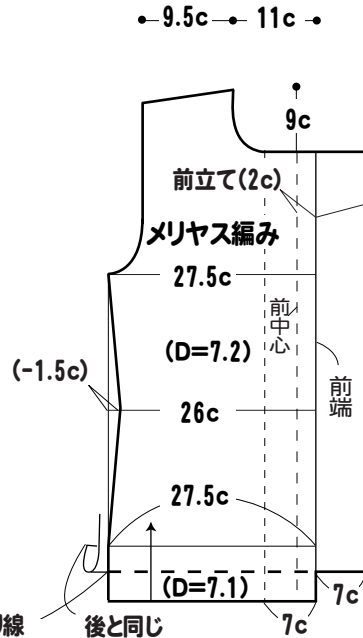 9.5c 11c
9c
前立て(2c)
メリヤス編み
27.5c
前中心
(D=7.2)
前端
(-1.5c)
26c
27.5c
(D=7.1)
7c
線 後と同じ
7c